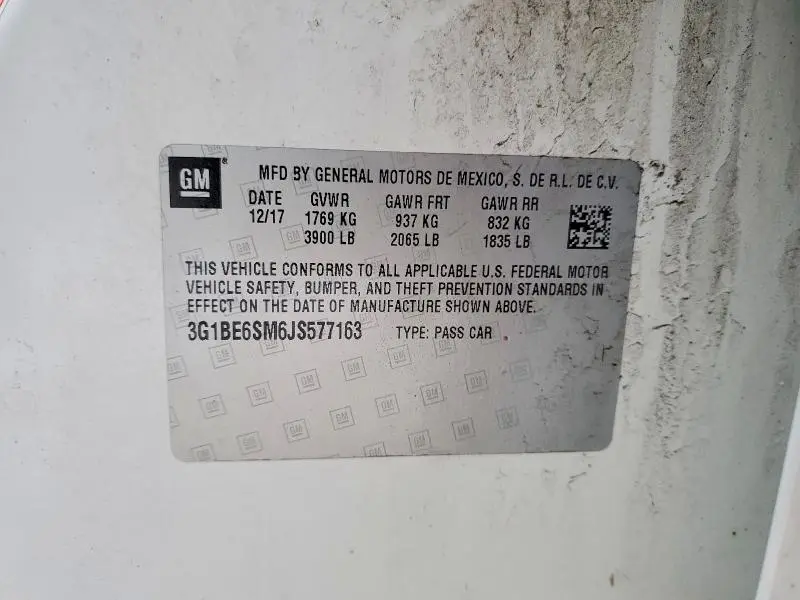 GM ® MFD BY GENERAL MOTORS DE MEXICO, S. DE R.L. DE C.V.
DATE GVWR GAWR FRT GAWR RR
12/17 1769 KG 937 KG 832 KG
3900 LB 2065 LB 1835 LB
THIS VEHICLE CONFORMS TO ALL APPLICABLE U.S. FEDERAL MOTOR
VEHICLE SAFETY, BUMPER, AND THEFT PREVENTION STANDARDS IN
EFFECT ON THE DATE OF MANUFACTURE SHOWN ABOVE.
3G1BE6SM6JS577163 TYPE: PASS CAR